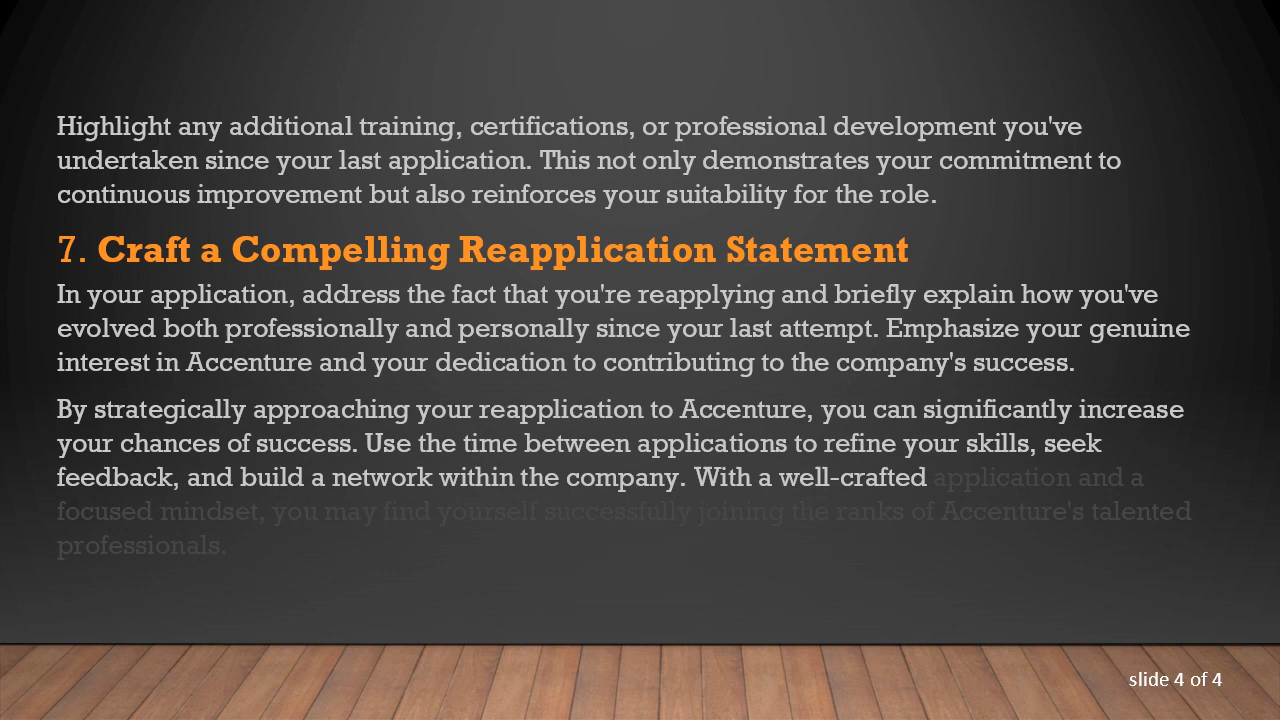 Highlight any additional training, certifications, or professional development you've
undertaken since your last application. This not only demonstrates your commitment to
continuous improvement but also reinforces your suitability for the role.
7. Craft a Compelling Reapplication Statement
In your application, address the fact that you're reapplying and briefly explain how you've
evolved both professionally and personally since your last attempt. Emphasize your genuine
interest in Accenture and your dedication to contributing to the company's success.
By strategically approaching your reapplication to Accenture, you can significantly increase
your chances of success. Use the time between applications to refine your skills, seek
feedback, and build a network within the company. With a well-crafted application and a
focused mindset, you may find yourself successfully joining the ranks of Accenture's talented
professionals.
slide 4 of 4